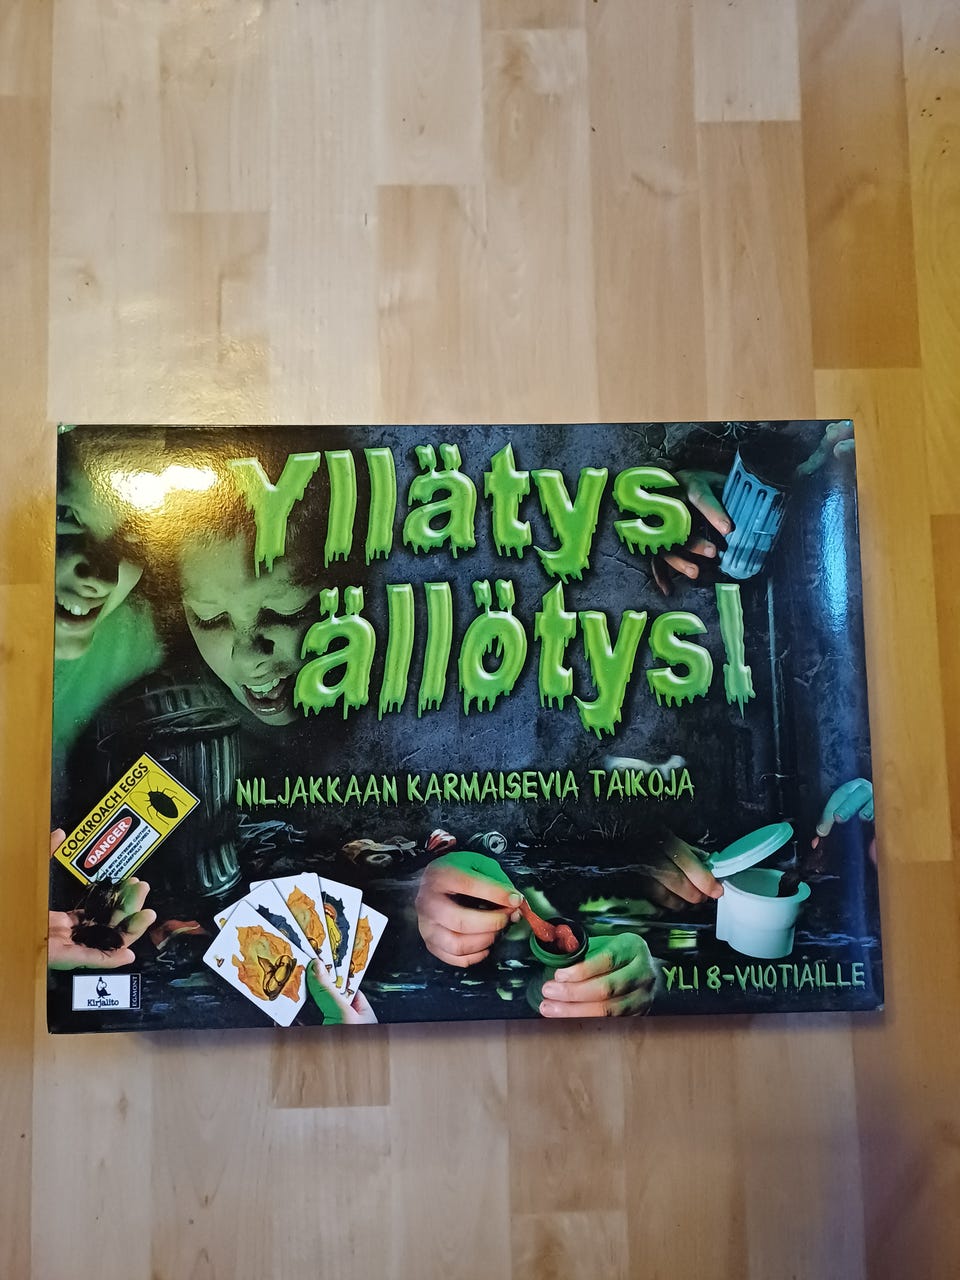 Yllätys
ällötys!
NILJAKKAAN KARMAISEVIA TAIKOJA
COCKROACH EGGS
DANGER
YLI 8-VUOTIAILLE
Kirjalito
EGMONT